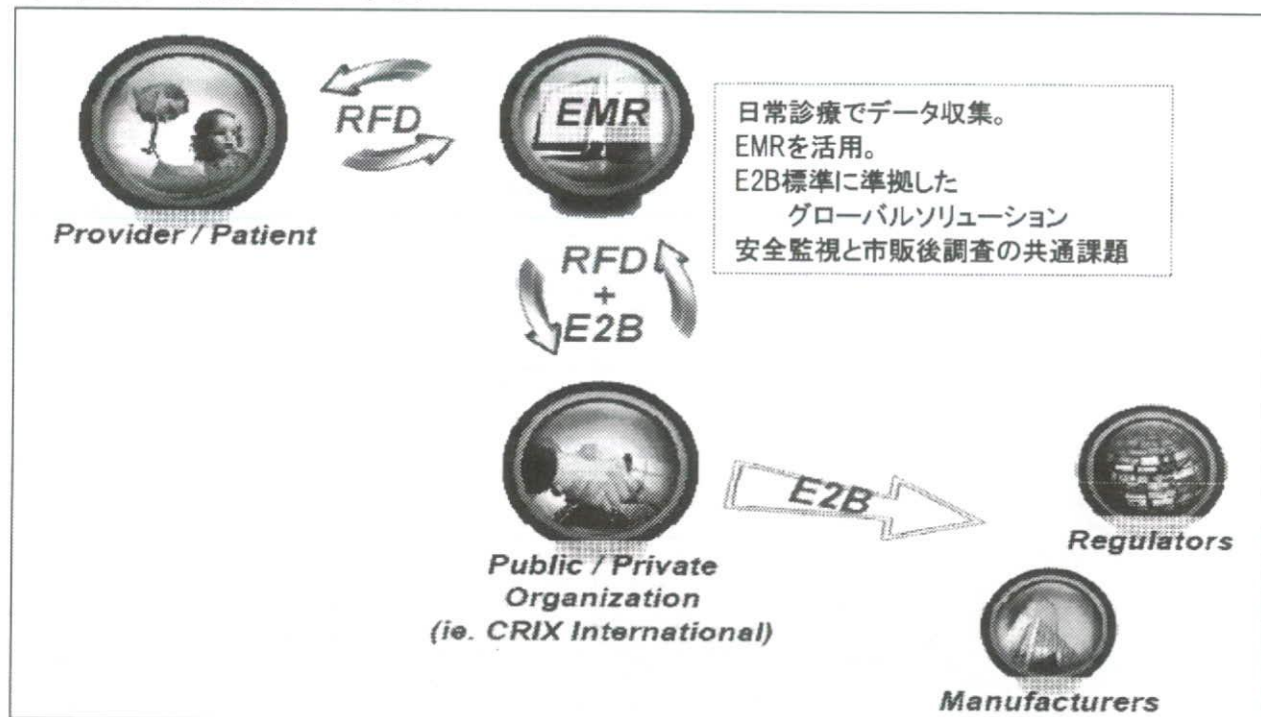 RFD
EMR
Provider / Patient
日常診療でデータ収集。
EMRを活用。
E2B標準に準拠した
グローバルソリューション
安全監視と市販後調査の共通課題
RFD
+
E2B
E2B
Public / Private
Organization
(ie. CRIX International)
Regulators
Manufacturers